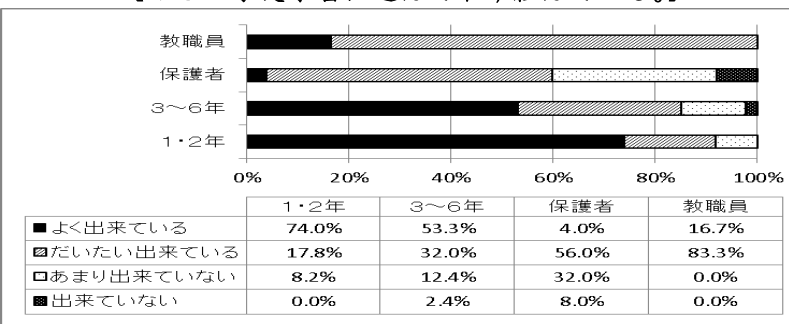 教職員
保護者
3~6年
1・2年
0% 20% 40% 60% 80% 100%
1・2年 3~6年 保護者 教職員
よく出来ている 74.0% 53.3% 4.0% 16.7%
だいたい出来ている 17.8% 32.0% 56.0% 83.3%
あまり出来ていない 8.2% 12.4% 32.0% 0.0%
出来ていない 0.0% 2.4% 8.0% 0.0%